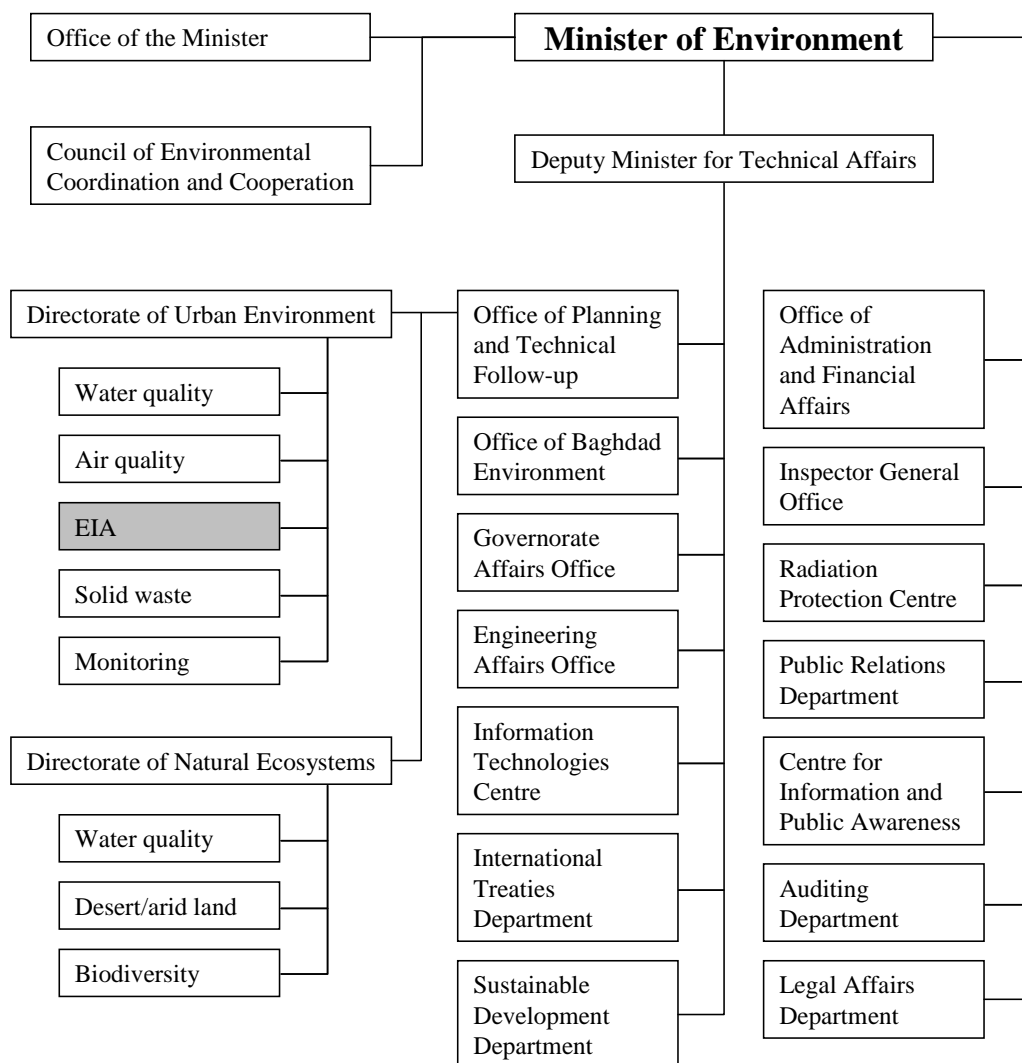 Office of the Minister
Minister of Environment
Council of Environmental
Coordination and Cooperation
Deputy Minister for Technical Affairs
Directorate of Urban Environment
Water quality
Air quality
EIA
Solid waste
Monitoring
Directorate of Natural Ecosystems
Water quality
Desert/arid land
Biodiversity
Office of Planning
and Technical
Follow-up
Office of Baghdad
Environment
Governorate
Affairs Office
Engineering
Affairs Office
Information
Technologies
Centre
International
Treaties
Department
Sustainable
Development
Department
Office of
Administration
and Financial
Affairs
Inspector General
Office
Radiation
Protection Centre
Public Relations
Department
Centre for
Information and
Public Awareness
Auditing
Department
Legal Affairs
Department